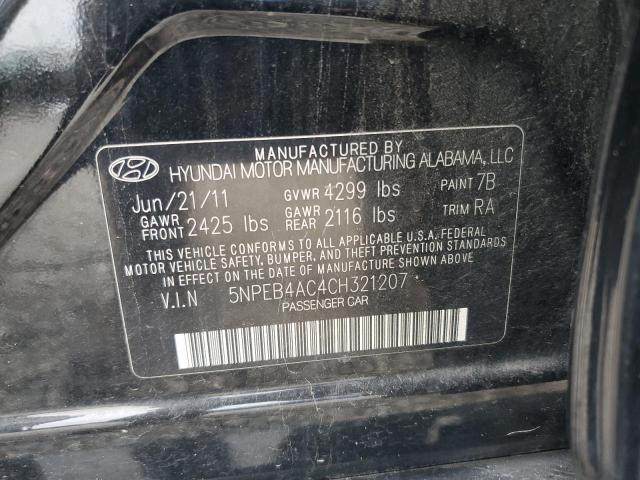 MANUFACTURED BY
HYUNDAI MOTOR MANUFACTURING ALABAMA, LLC
Jun/21/11 GVWR 4299 lbs PAINT 7B
GAWR FRONT 2425 lbs GAWR REAR 2116 lbs TRIM RA
THIS VEHICLE CONFORMS TO ALL APPLICABLE U.S.A. FEDERAL
MOTOR VEHICLE SAFETY, BUMPER, AND THEFT PREVENTION STANDARDS
IN EFFECT ON THE DATE OF MANUFACTURE SHOWN ABOVE.
V.I.N 5NPEB4AC4CH321207
PASSENGER CAR